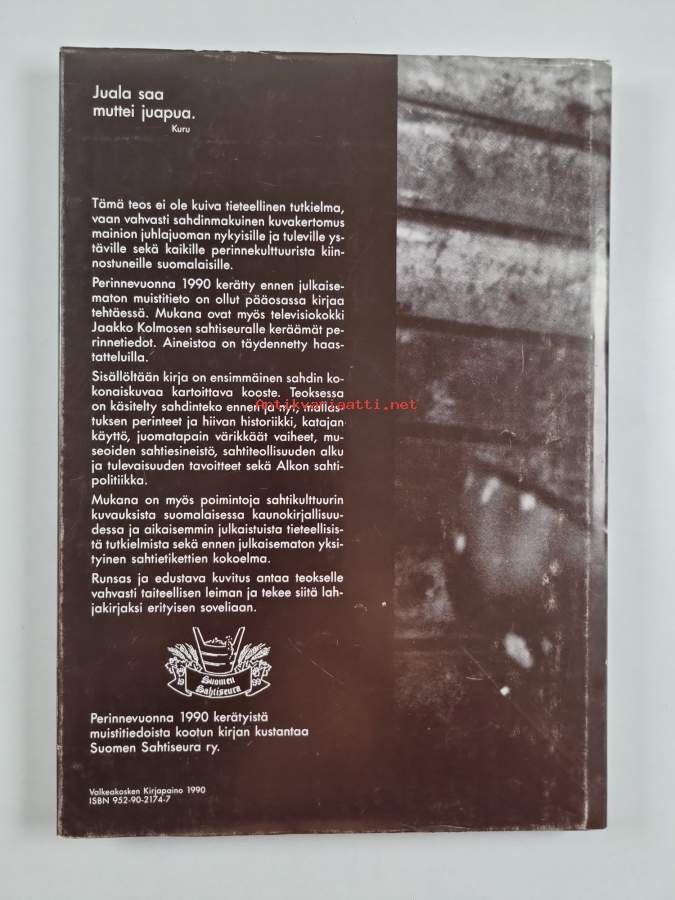 Juala saa
muttei juapua.
Kuru
Tämä teos ei ole kuiva tieteellinen tutkielma,
vaan vahvasti sahdinmakuinen kuvakertomus
mainion juhlajuoman nykyisille ja tuleville ys-
täville sekä kaikille perinnekulttuurista kiin-
nostuneille suomalaisille.
Perinnevuonna 1990 kerätty ennen julkaise-
maton muistitieto on ollut pääosassa kirjaa
tehtäessä. Mukana ovat myös televisiokokki
Jaakko Kolmosen sahtiseuralle keräämät pe-
rinnetiedot. Aineistoa on täydennetty haas-
tatteluilla.
Sisällöltään kirja on ensimmäinen sahdin ko-
konaiskuvaa kartoittava kooste. Teoksessa
on käsitelty sahdinteko ennen ja nyt, mallas-
tuksen perinteet ja hiivan historiikki, katajan
käyttö, juomatapain värikkäät vaiheet, mu-
seoiden sahtiesineistö, sahtiteollisuuden alku
ja tulevaisuuden tavoitteet sekä Alkon sahti-
politiikka.
Mukana on myös poimintoja sahtikulttuurin
kuvauksista suomalaisessa kaunokirjallisuu-
dessa ja aikaisemmin julkaistuista tieteellisis-
tä tutkielmista sekä ennen julkaisematon yksi-
tyinen sahtietikettien kokoelma.
Runsas ja edustava kuvitus antaa teokselle
vahvasti taiteellisen leiman ja tekee siitä lah-
jakirjaksi erityisen soveliaan.
Antikvariaatti.net
Suomen
Sahtiseura
Perinnevuonna 1990 kerätyistä
muistitiedoista kootun kirjan kustantaa
Suomen Sahtiseura ry.
Valkeakosken Kirjapaino 1990
ISBN 952-90-2174-7